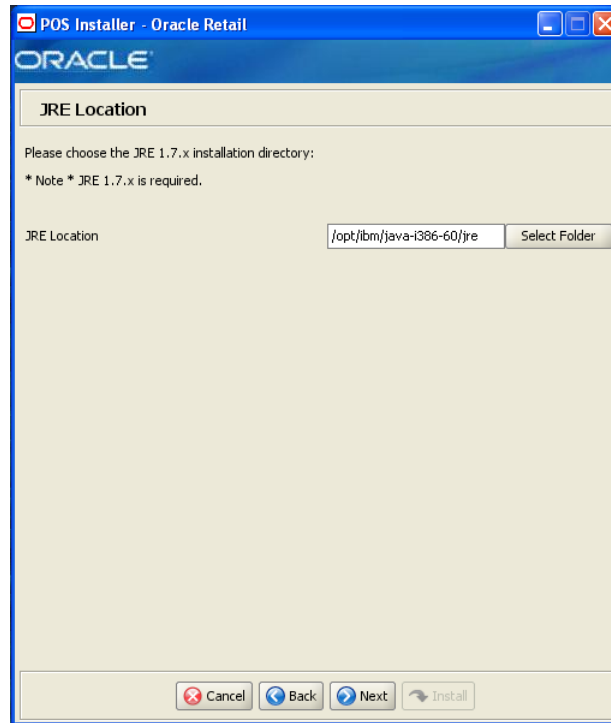 POS Installer - Oracle Retail
ORACLE
JRE Location
Please choose the JRE 1.7.x installation directory:
* Note * JRE 1.7.x is required.
JRE Location /opt/ibm/java-i386-60/jre Select Folder
Cancel Back Next Install